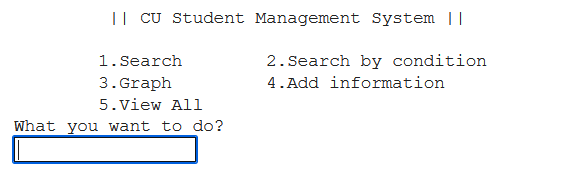 || CU Student Management System ||
1.Search 2.Search by condition
3.Graph 4.Add information
5.View All
What you want to do?